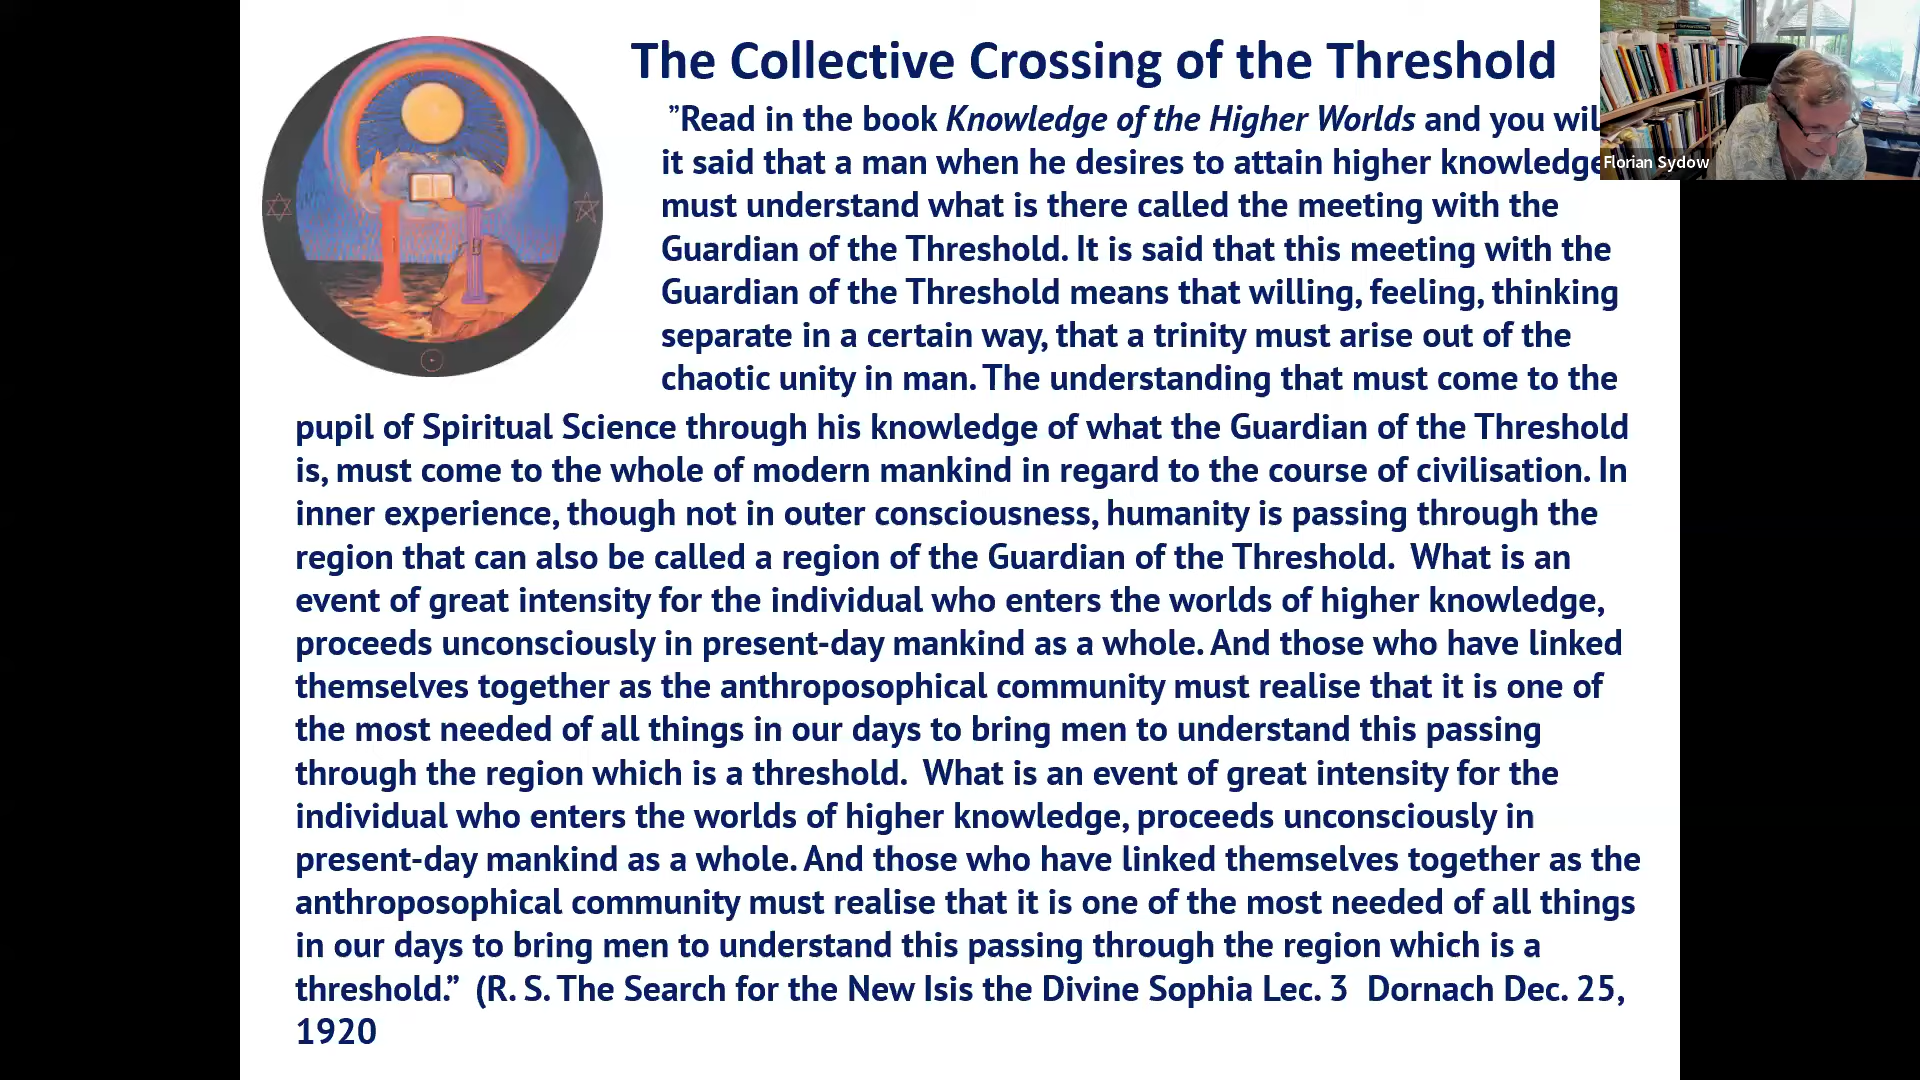 The Collective Crossing of the Threshold
”Read in the book Knowledge of the Higher Worlds and you wil
it said that a man when he desires to attain higher knowledge
must understand what is there called the meeting with the
Guardian of the Threshold. It is said that this meeting with the
Guardian of the Threshold means that willing, feeling, thinking
separate in a certain way, that a trinity must arise out of the
chaotic unity in man. The understanding that must come to the
pupil of Spiritual Science through his knowledge of what the Guardian of the Threshold
is, must come to the whole of modern mankind in regard to the course of civilisation. In
inner experience, though not in outer consciousness, humanity is passing through the
region that can also be called a region of the Guardian of the Threshold.  What is an
event of great intensity for the individual who enters the worlds of higher knowledge,
proceeds unconsciously in present-day mankind as a whole. And those who have linked
themselves together as the anthroposophical community must realise that it is one of
the most needed of all things in our days to bring men to understand this passing
through the region which is a threshold.  What is an event of great intensity for the
individual who enters the worlds of higher knowledge, proceeds unconsciously in
present-day mankind as a whole. And those who have linked themselves together as the
anthroposophical community must realise that it is one of the most needed of all things
in our days to bring men to understand this passing through the region which is a
threshold.”  (R. S. The Search for the New Isis the Divine Sophia Lec. 3  Dornach Dec. 25,
1920
Florian Sydow